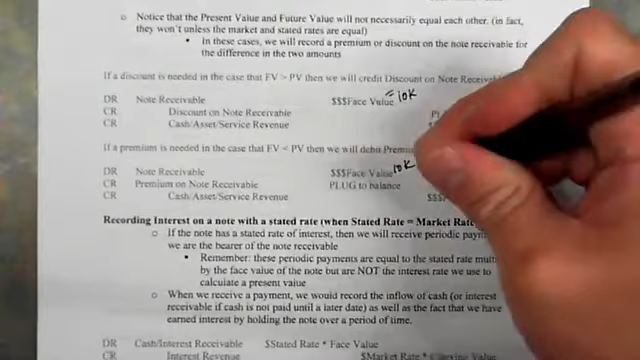 o Notice that the Present Value and Future Value will not necessarily equal each other. (in fact,
they won't unless the market and stated rates are equal)
▪ In these cases, we will record a premium or discount on the note receivable for
the difference in the two amounts
If a discount is needed in the case that FV > PV then we will credit Discount on Note
DR Note Receivable $$$Face Value 10K
CR Discount on Note Receivable
CR Cash/Asset/Service Revenue
If a premium is needed in the case that FV < PV then we will debit
DR Note Receivable $$$Face Value 10K
CR Premium on Note Receivable PLUG to balance
CR Cash/Asset/Service Revenue $$$
Recording Interest on a note with a stated rate (when Stated Rate = Market Rate
o If the note has a stated rate of interest, then we will receive periodic
we are the bearer of the note receivable
▪ Remember: these periodic payments are equal to the stated rate
by the face value of the note but are NOT the interest rate we use to
calculate a present value
o When we receive a payment, we would record the inflow of cash (or interest
receivable if cash is not paid until a later date) as well as the fact that we have
earned interest by holding the note over a period of time.
DR Cash/Interest Receivable $Stated Rate * Face Value
CR Interest Revenue $Market Rate * Value